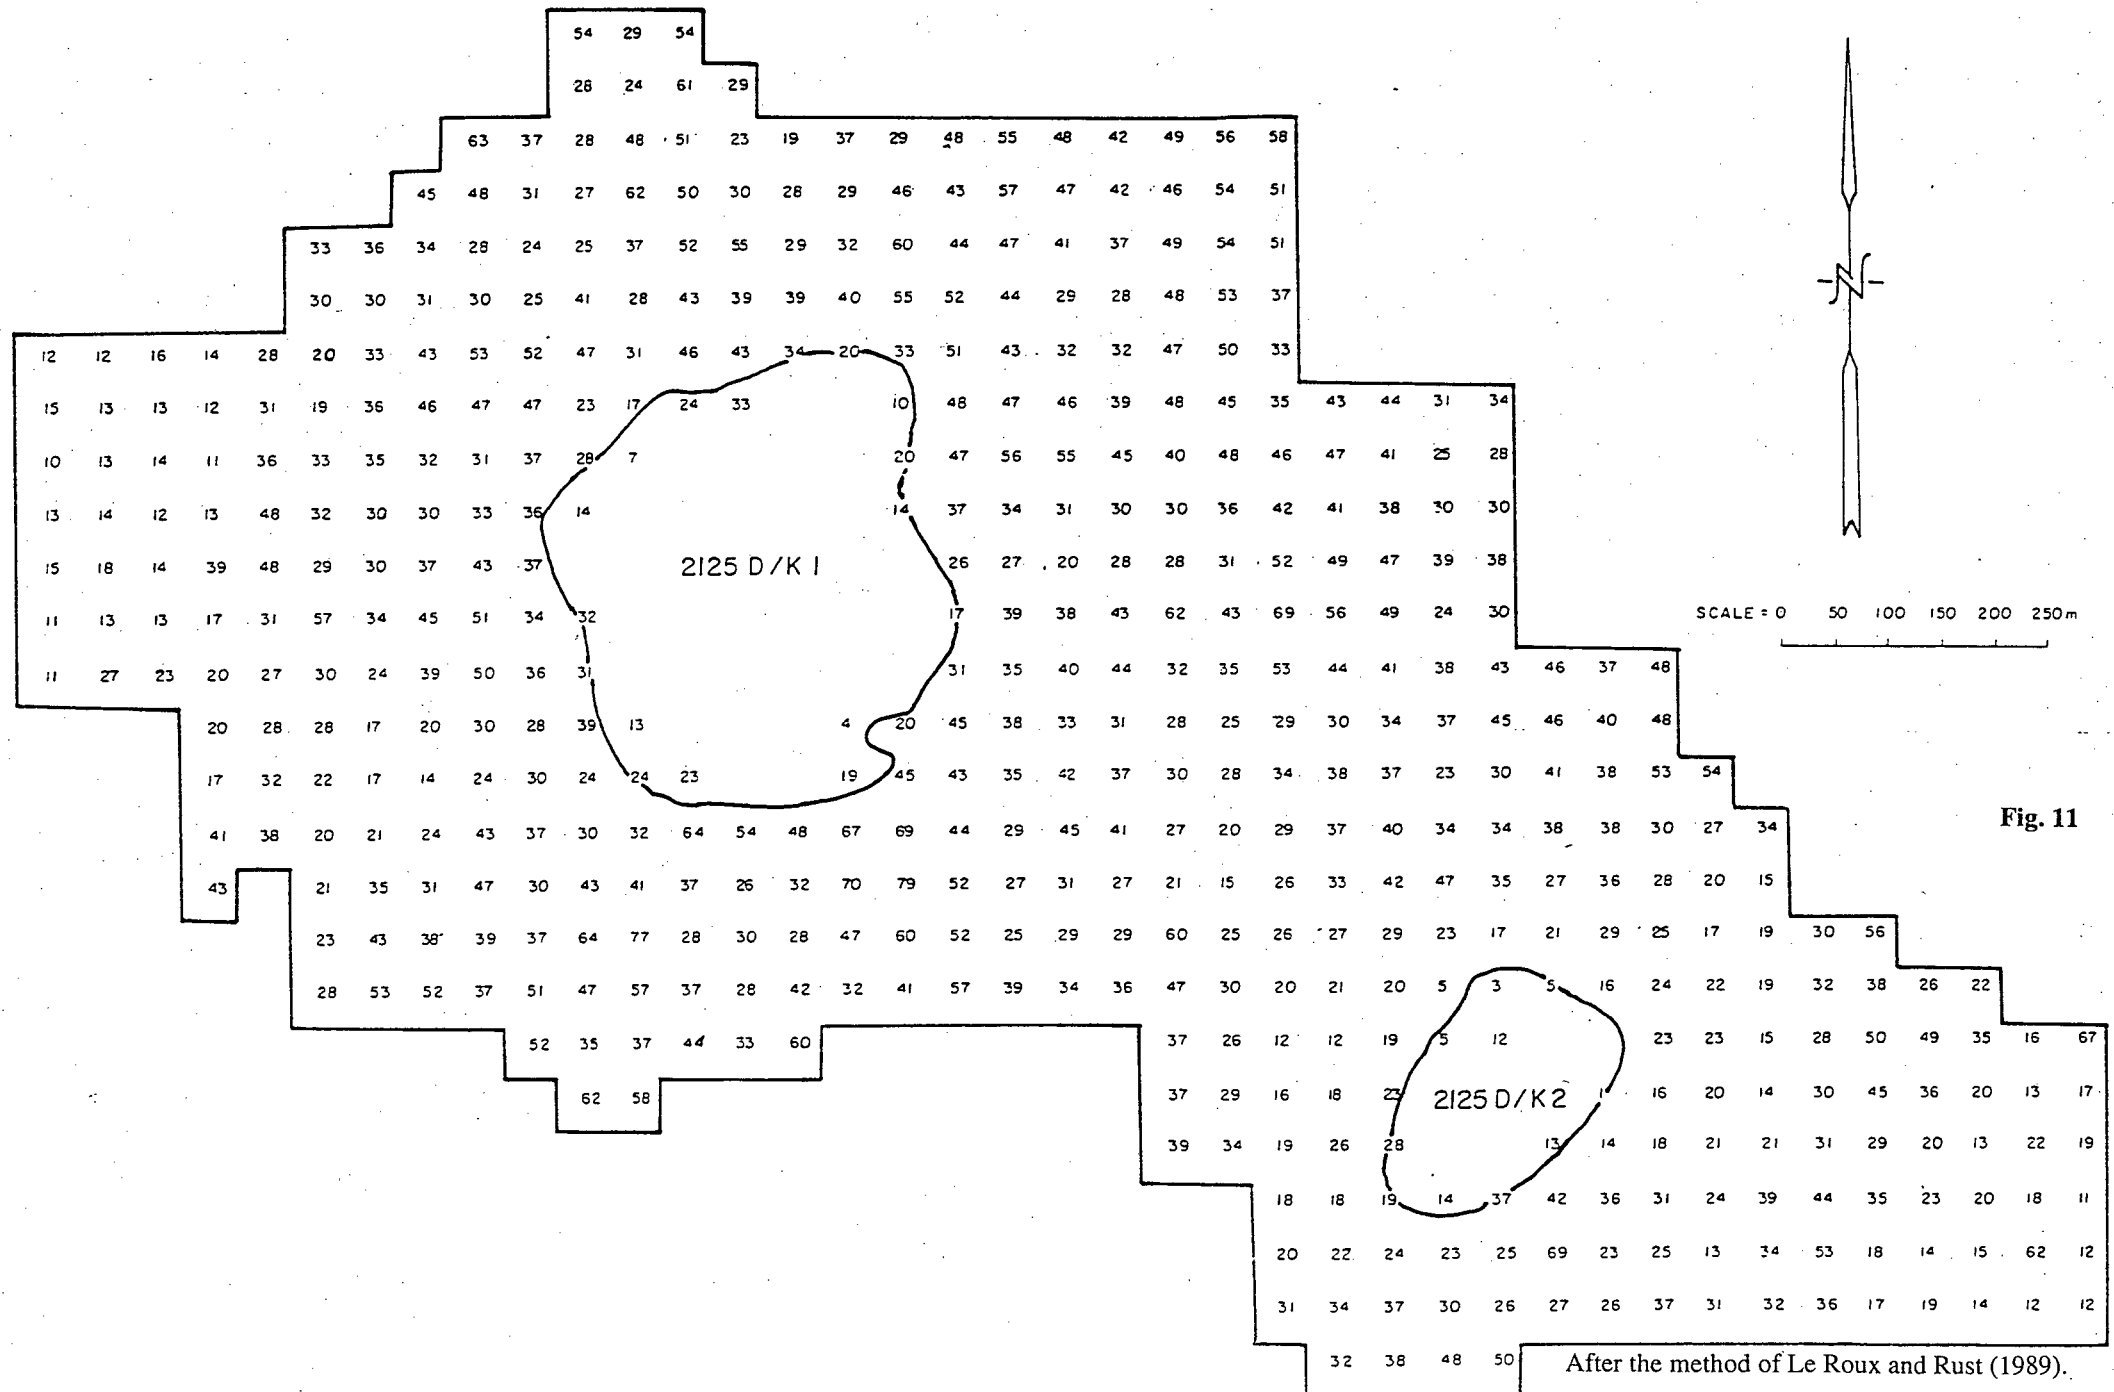 54 29 54
28 24 61 29
63 37 28 48 51 23 19 37 29 48 55 48 42 49 56 58
45 48 31 27 62 50 30 28 29 46 43 57 47 42 46 54 51
33 36 34 28 24 25 37 52 55 29 32 60 44 47 41 37 49 54 51
N
30 30 31 30 25 41 28 43 39 39 40 55 52 44 29 28 48 53 37
12 12 16 14 28 20 33 43 53 52 47 31 46 43 34 20 33 51 43 32 32 47 50 33
15 13 13 12 31 19 36 46 47 47 23 17 24 33 10 48 47 46 39 48 45 35 43 44 31 34
10 13 14 11 36 33 35 32 31 37 28 7 20 47 56 55 45 40 48 46 47 41 25 28
13 14 12 13 48 32 30 30 33 36 14 14 37 34 31 30 30 36 42 41 38 30 30
15 18 14 39 48 29 30 37 43 37 2125 D/K 1 26 27 20 28 28 31 52 49 47 39 38
11 13 13 17 31 57 34 45 51 34 32 17 39 38 43 62 43 69 56 49 24 30
SCALE = 0 50 100 150 200 250m
11 27 23 20 27 30 24 39 50 36 31 31 35 40 44 32 35 53 44 41 38 43 46 37 48
20 28 28 17 20 30 28 39 13 4 20 45 38 33 31 28 25 29 30 34 37 45 46 40 48
17 32 22 17 14 24 30 24 24 23 19 45 43 35 42 37 30 28 34 38 37 23 30 41 38 53 54
Fig. 11
41 38 20 21 24 43 37 30 32 64 54 48 67 69 44 29 45 41 27 20 29 37 40 34 34 38 38 30 27 34
43 21 35 31 47 30 43 41 37 26 32 70 79 52 27 31 27 21 15 26 33 42 47 35 27 36 28 20 15
23 43 38 39 37 64 77 28 30 28 47 60 52 25 29 29 60 25 26 27 29 23 17 21 29 25 17 19 30 56
28 53 52 37 51 47 57 37 28 42 32 41 57 39 34 36 47 30 20 21 20 5 3 5 16 24 22 19 32 38 26 22
52 35 37 44 33 60 37 26 12 12 19 5 12 23 23 15 28 50 49 35 16 67
62 58 37 29 16 18 23 2125 D/K 2 16 20 14 30 45 36 20 13 17
39 34 19 26 28 13 14 18 21 21 31 29 20 13 22 19
18 18 19 14 37 42 36 31 24 39 44 35 23 20 18 11
20 22 24 23 25 69 23 25 13 34 53 18 14 15 62 12
31 34 37 30 26 27 26 37 31 32 36 17 19 14 12 12
32 38 48 50
After the method of Le Roux and Rust (1989).